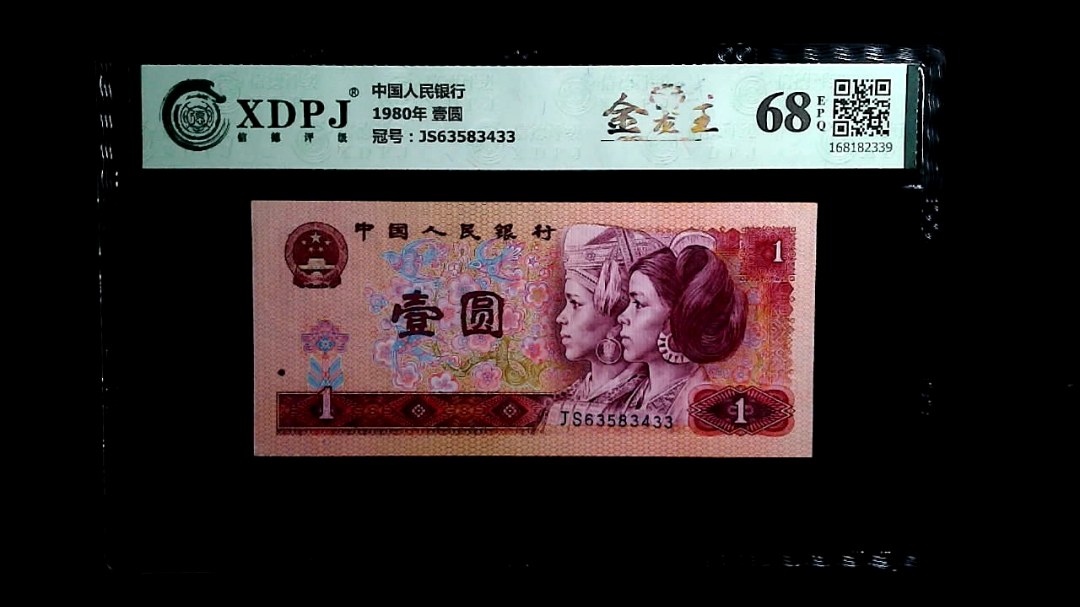 XDPJ®
信德评级
中国人民银行
1980年 壹圆
冠号：JS63583433
金龙王
68
EPQ
168182339
中国人民银行
1
壹圆
1
JS63583433
1